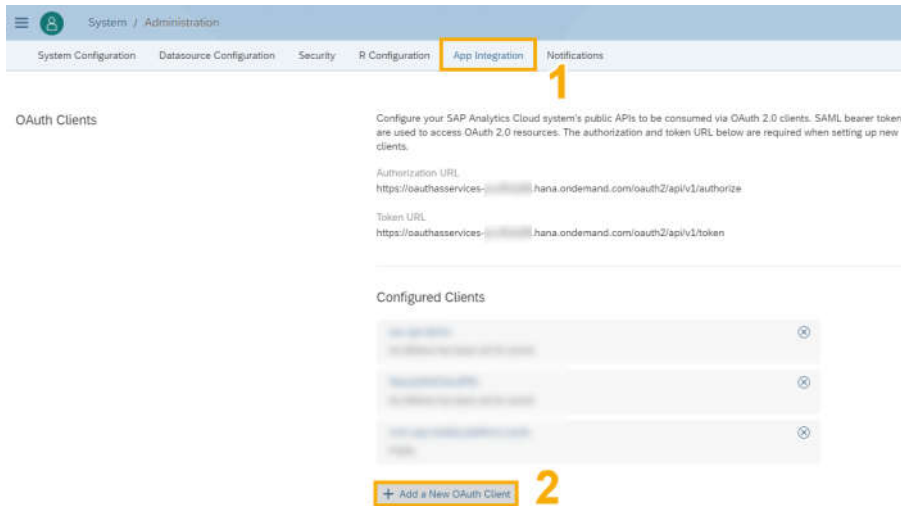 System / Administration
System Configuration Datasource Configuration Security R Configuration App Integration Notifications
1
OAuth Clients
Configure your SAP Analytics Cloud system's public APIs to be consumed via OAuth 2.0 clients. SAML bearer token
are used to access OAuth 2.0 resources. The authorization and token URL below are required when setting up new
clients.
Authorization URL
https://oauthasservices- .hana.ondemand.com/oauth2/api/v1/authorize
Token URL
https://oauthasservices- .hana.ondemand.com/oauth2/api/v1/token
Configured Clients
+ Add a New OAuth Client
2